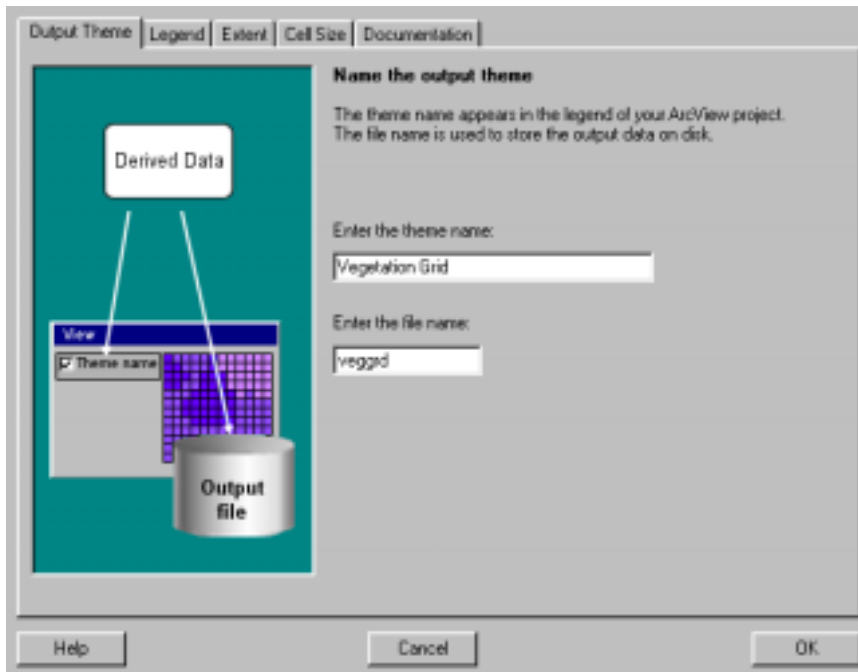 Output Theme Legend Extent Cell Size Documentation
Name the output theme
The theme name appears in the legend of your ArcView project.
The file name is used to store the output data on disk.
Derived Data
Enter the theme name:
Vegetation Grid
Enter the file name:
veggrd
View
Theme name
Output
file
Help Cancel OK